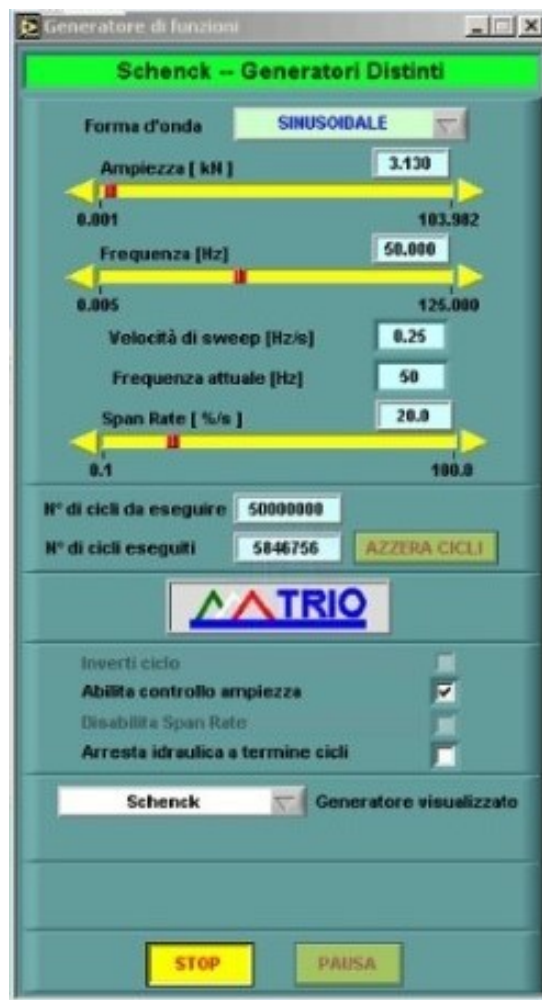 Generatore di funzioni
Schenck -- Generatori Distinti
Forma d'onda SINUSOIDALE
Ampiezza [ kN ] 3.130
0.001 103.982
Frequenza [Hz] 50.000
0.005 125.000
Velocità di sweep [Hz/s] 0.25
Frequenza attuale [Hz] 50
Span Rate [ %/s ] 20.0
0.1 100.0
N° di cicli da eseguire 50000000
N° di cicli eseguiti 5846756 AZZERA CICLI
TRIO
Inverti ciclo
Abilita controllo ampiezza
Disabilita Span Rate
Arresta idraulica a termine cicli
Schenck Generatore visualizzato
STOP PAUSA